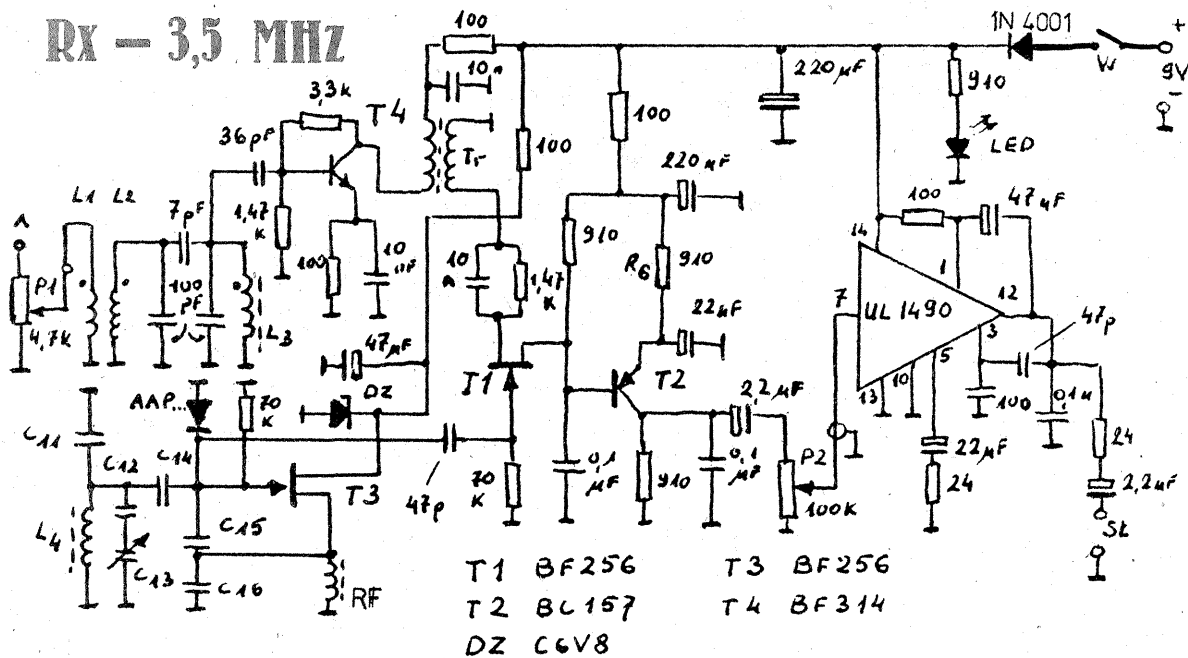 Rx – 3,5 MHz
100
10n
3,3k
T4
36pF
Tr
100
100
220µF
1N 4001
W
+
9V
-
910
LED
L1
L2
7pF
A
P1
4,7K
100
pF
1,47
K
100
10
nF
L3
10
n
1,47
K
910
220µF
R6
910
22µF
14
100
47µF
1
7
UL 1490
12
3
47p
5
10
13
100
0,1µ
47µF
DZ
T1
T2
2,2µF
AAP...
70
K
C11
C12
C14
T3
47p
70
K
0,1
µF
910
0,1
µF
P2
100K
22µF
24
24
2,2µF
SŁ
L4
C13
C15
C16
RF
T1 BF256
T3 BF256
T2 BC157
T4 BF314
DZ C6V8